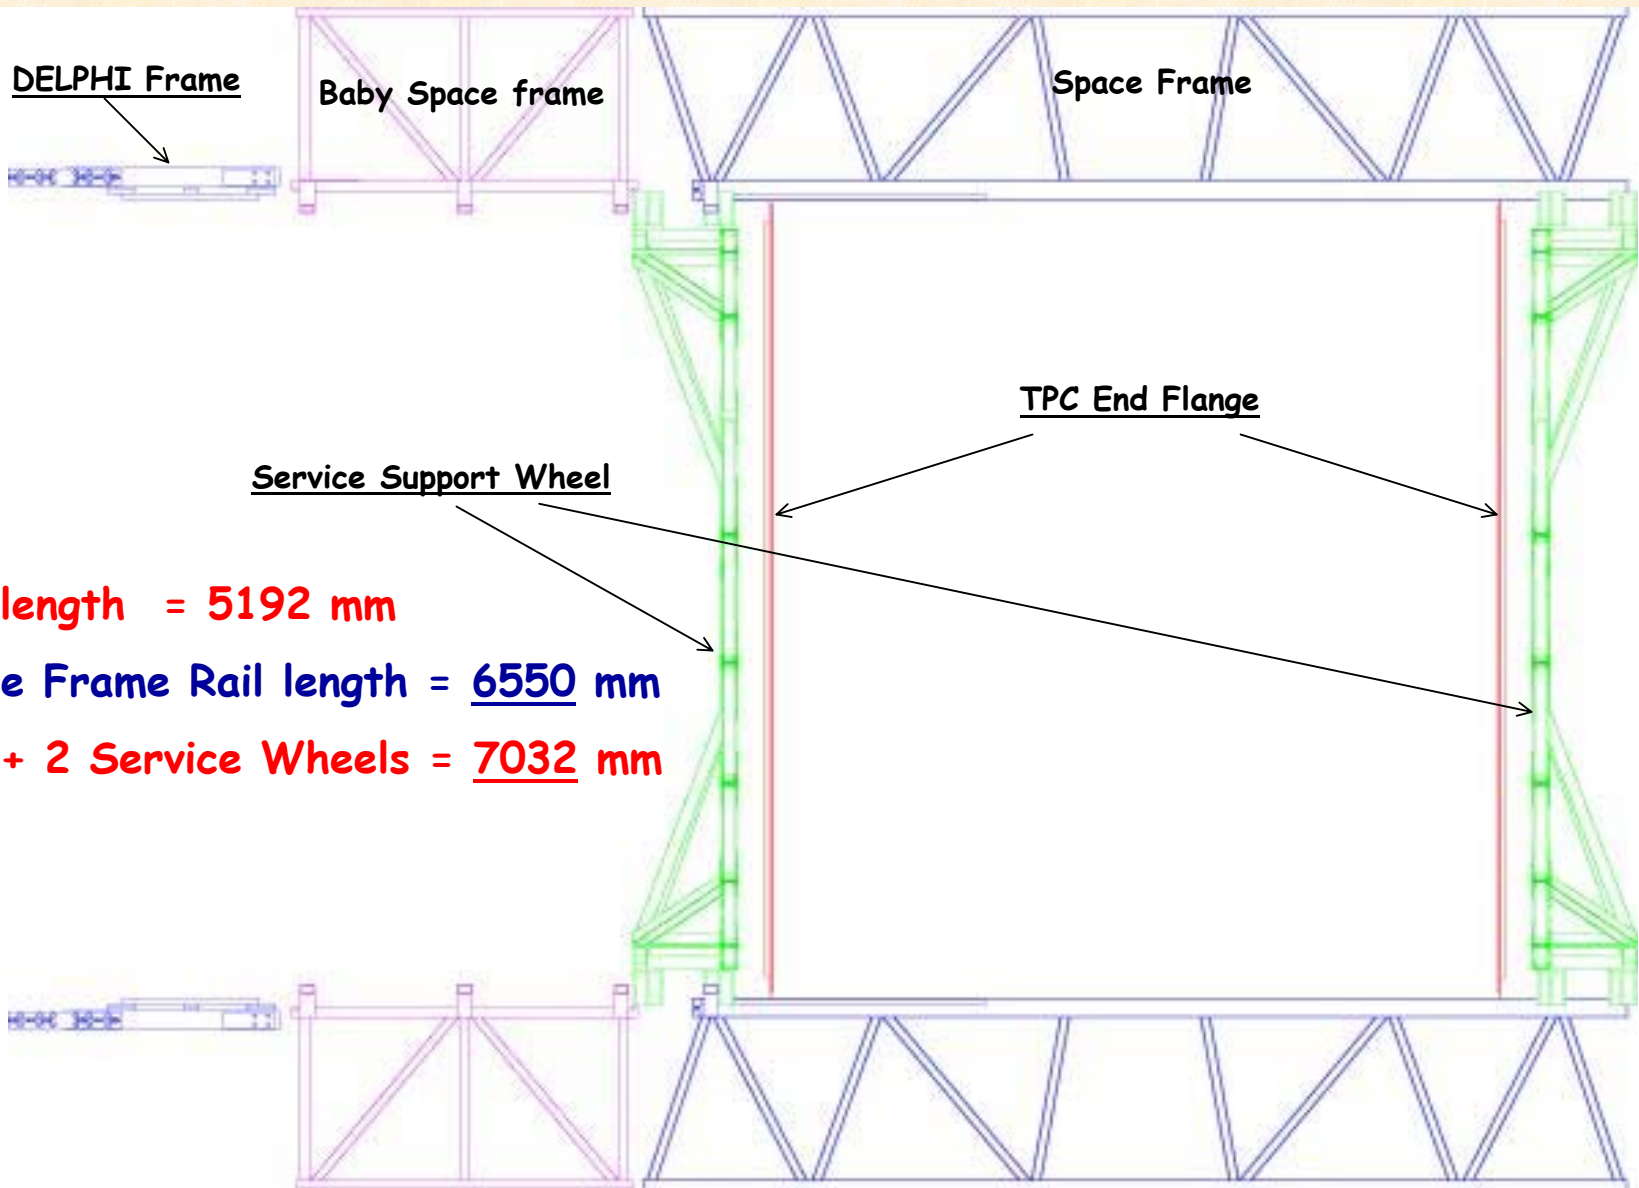 DELPHI Frame
Baby Space frame
Space Frame
TPC End Flange
Service Support Wheel
length = 5192 mm
e Frame Rail length = 6550 mm
+ 2 Service Wheels = 7032 mm